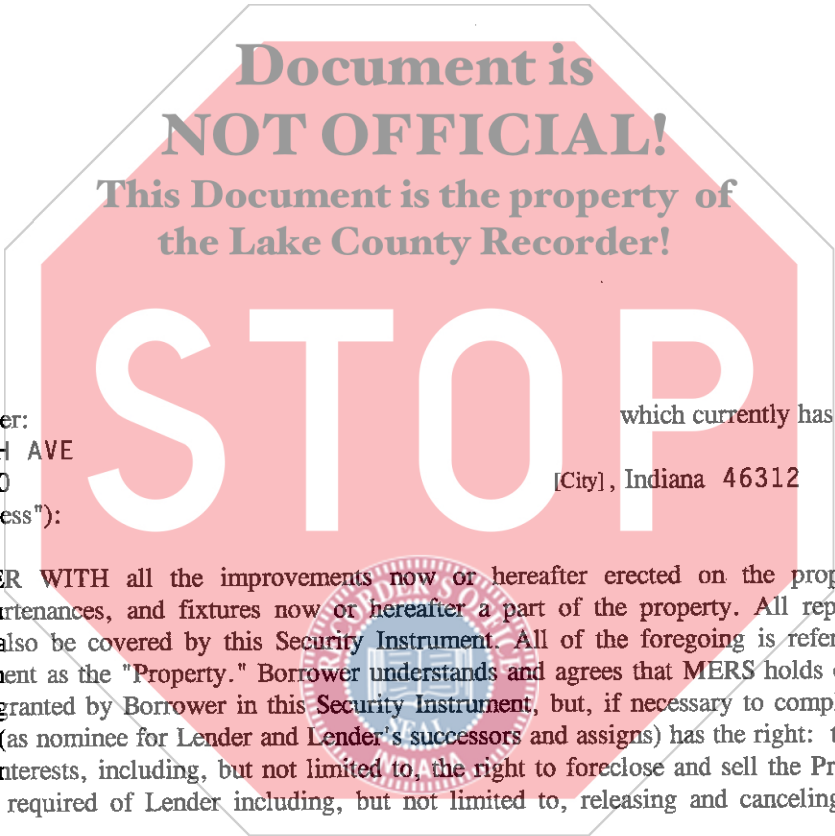 Document is
NOT OFFICIAL!
This Document is the property of
the Lake County Recorder!
STOP
er: which currently has
H AVE
O [City], Indiana 46312
ess"):
ER WITH all the improvements now or hereafter erected on the prop
rtenances, and fixtures now or hereafter a part of the property. All rep
also be covered by this Security Instrument. All of the foregoing is refer
ent as the "Property." Borrower understands and agrees that MERS holds
granted by Borrower in this Security Instrument, but, if necessary to comp
(as nominee for Lender and Lender's successors and assigns) has the right: t
nterests, including, but not limited to, the right to foreclose and sell the Pr
required of Lender including, but not limited to, releasing and canceling
RECORDER'S OFFICE
SEAL
INDIANA